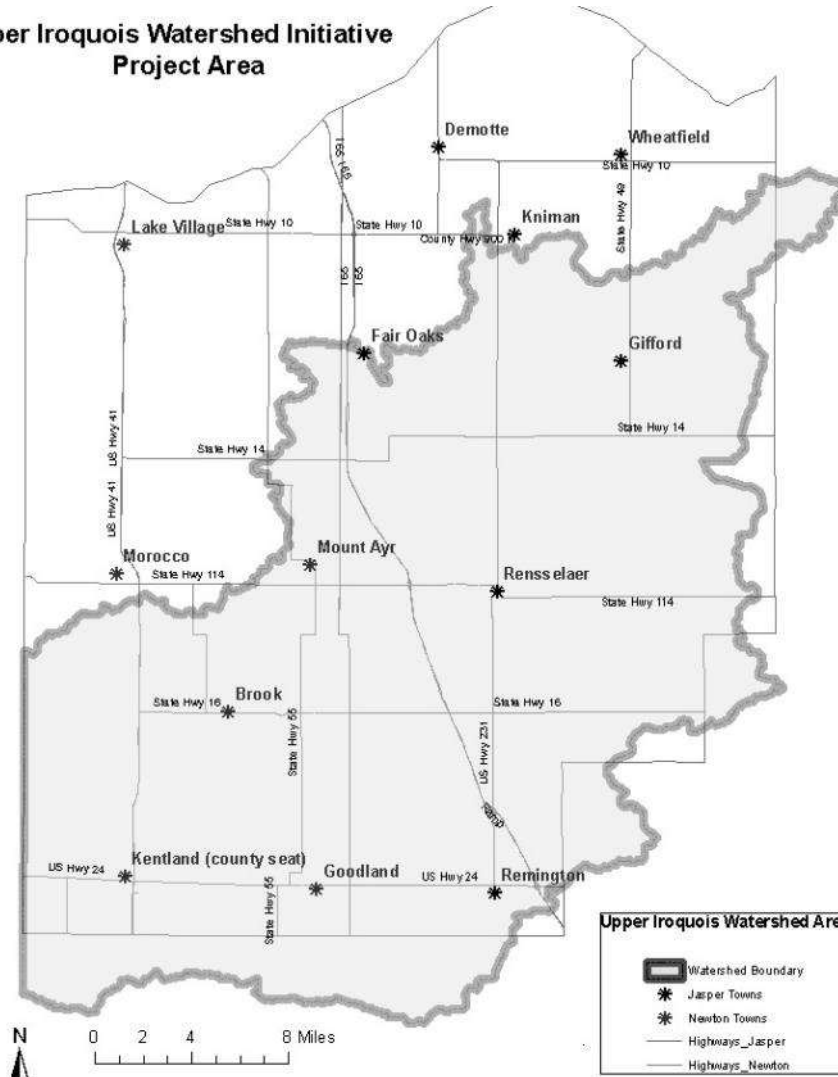 per Iroquois Watershed Initiative
Project Area
Demotte
Wheatfield
State Hwy 10
I65 I65
State Hwy 49
Lake Village
State Hwy 10
State Hwy 10
County Hwy 900
Kniman
I65
I65
Fair Oaks
Gifford
US Hwy 41
State Hwy 14
State Hwy 14
US Hwy 41
Morocco
Mount Ayr
State Hwy 114
Rensselaer
State Hwy 114
Brook
State Hwy 16
State Hwy 16
State Hwy 55
US Hwy 231
Ramp
Kentland (county seat)
US Hwy 24
Goodland
US Hwy 24
Remington
State Hwy 55
Upper Iroquois Watershed Are
Watershed Boundary
Jasper Towns
Newton Towns
Highways_Jasper
Highways_Newton
N
0 2 4 8 Miles